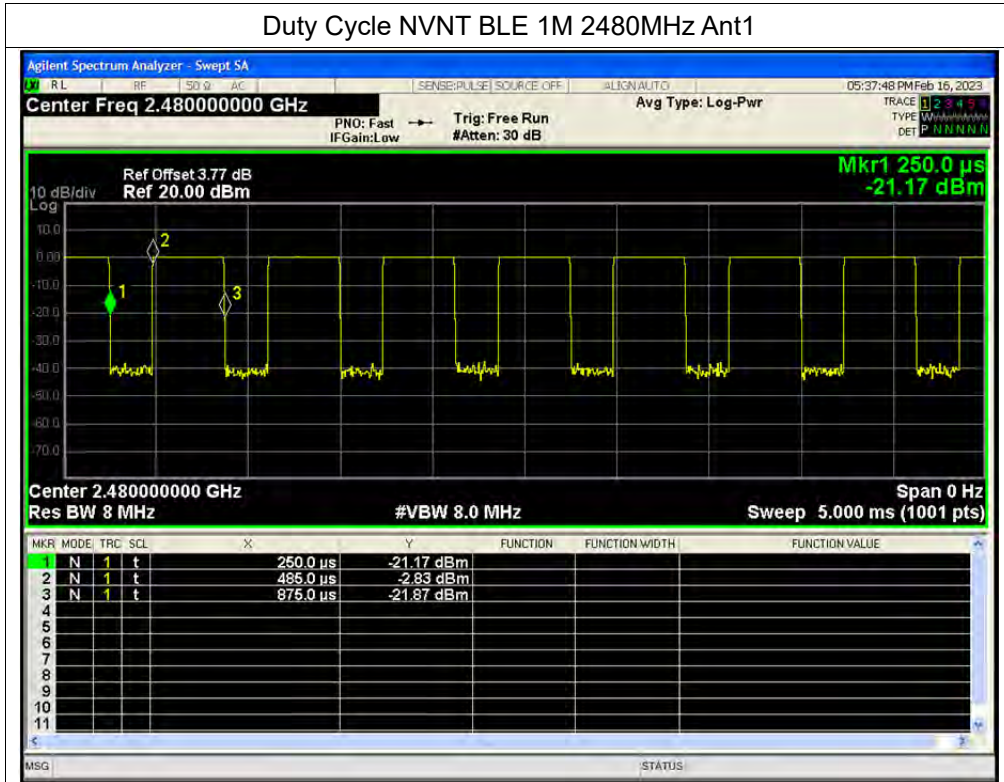 Duty Cycle NVNT BLE 1M 2480MHz Ant1
Agilent Spectrum Analyzer - Swept SA
RL RF 50 Ω AC SENSE:PULSE SOURCE OFF ALIGN AUTO 05:37:48 PM Feb 16, 2023
Center Freq 2.480000000 GHz Avg Type: Log-Pwr TRACE 1 2 3 4 5 6
PNO: Fast Trig: Free Run TYPE
IFGain:Low #Atten: 30 dB DET P N N N N N
Mkr1 250.0 µs
Ref Offset 3.77 dB
10 dB/div Ref 20.00 dBm -21.17 dBm
Log
10.0
0.00
-10.0
-20.0
-30.0
-40.0
-50.0
-60.0
-70.0
1
2
3
Center 2.480000000 GHz Span 0 Hz
Res BW 8 MHz #VBW 8.0 MHz Sweep 5.000 ms (1001 pts)
MKR MODE TRC SCL X Y FUNCTION FUNCTION WIDTH FUNCTION VALUE
1 N 1 t 250.0 µs -21.17 dBm
2 N 1 t 485.0 µs -2.83 dBm
3 N 1 t 875.0 µs -21.87 dBm
4
5
6
7
8
9
10
11
MSG STATUS